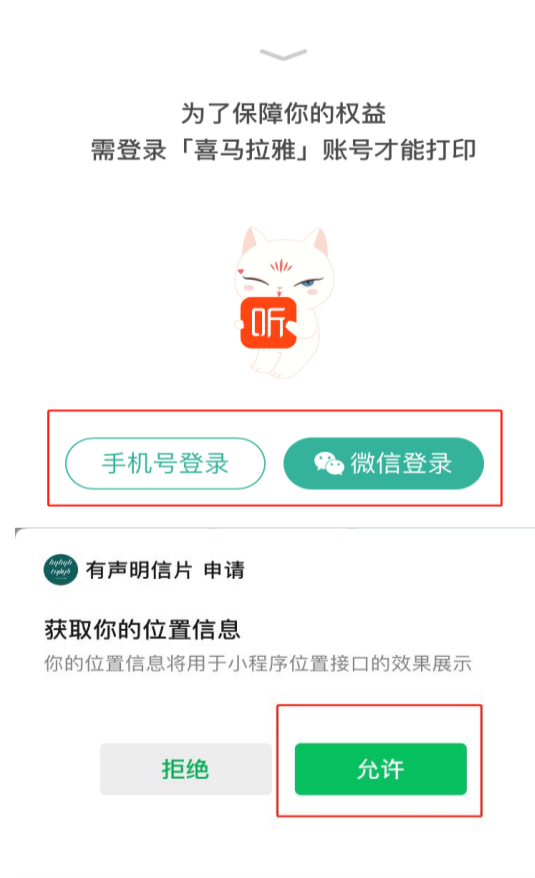 为了保障你的权益
需登录「喜马拉雅」账号才能打印
听
手机号登录
微信登录
有声明信片 申请
获取你的位置信息
你的位置信息将用于小程序位置接口的效果展示
拒绝
允许